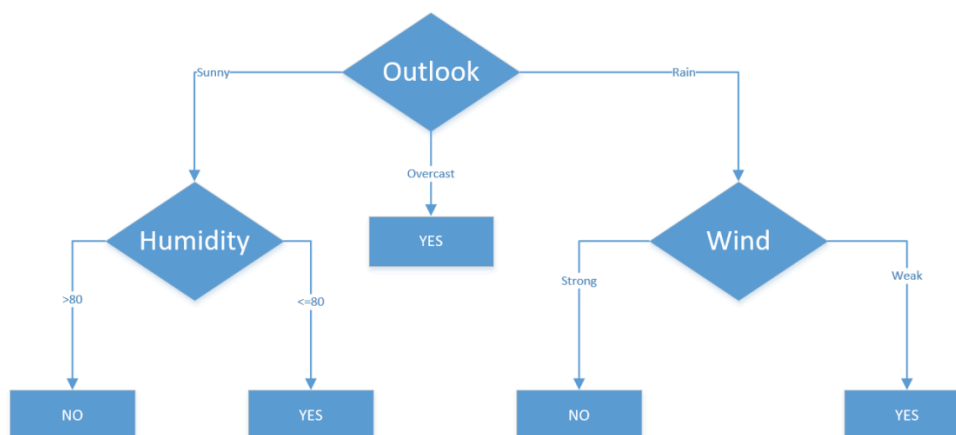 Outlook
Sunny
Rain
Overcast
Humidity
YES
Wind
>80
<=80
Strong
Weak
NO
YES
NO
YES